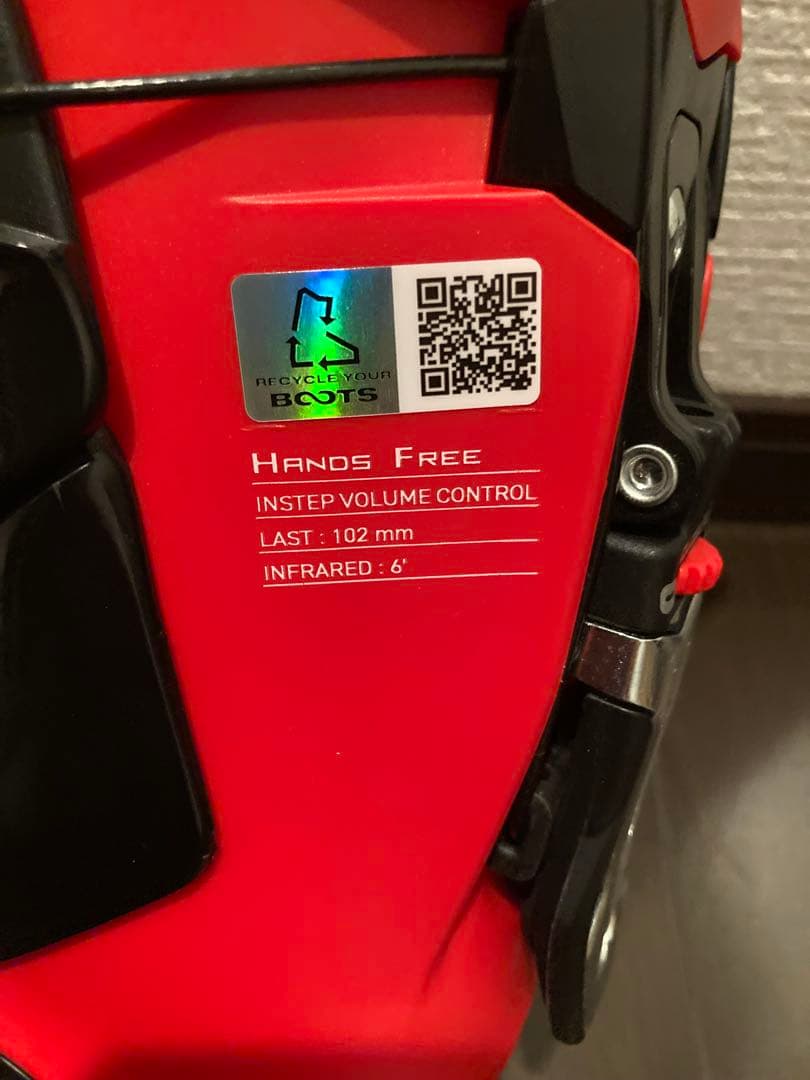 RECYCLE YOUR
BOOTS
HANDS FREE
INSTEP VOLUME CONTROL
LAST : 102 mm
INFRARED : 6'